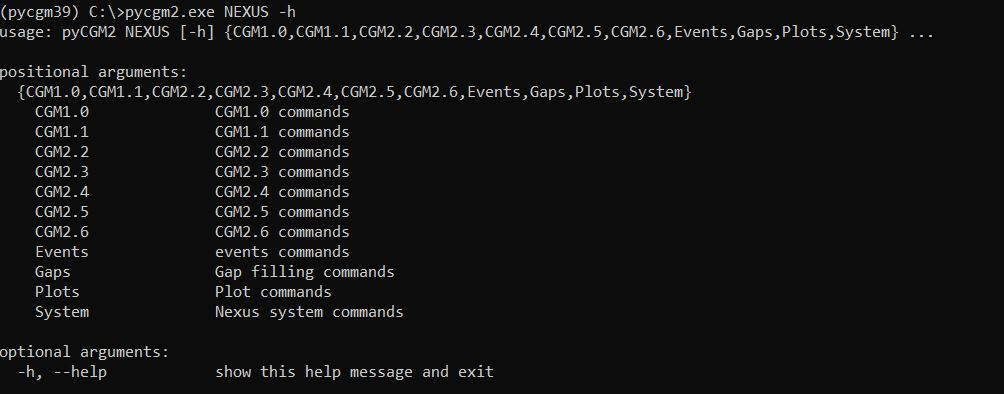 (pycgm39) C:\>pycgm2.exe NEXUS -h
usage: pyCGM2 NEXUS [-h] {CGM1.0,CGM1.1,CGM2.2,CGM2.3,CGM2.4,CGM2.5,CGM2.6,Events,Gaps,Plots,System} ...
positional arguments:
{CGM1.0,CGM1.1,CGM2.2,CGM2.3,CGM2.4,CGM2.5,CGM2.6,Events,Gaps,Plots,System}
CGM1.0 CGM1.0 commands
CGM1.1 CGM1.1 commands
CGM2.2 CGM2.2 commands
CGM2.3 CGM2.3 commands
CGM2.4 CGM2.4 commands
CGM2.5 CGM2.5 commands
CGM2.6 CGM2.6 commands
Events events commands
Gaps Gap filling commands
Plots Plot commands
System Nexus system commands
optional arguments:
-h, --help show this help message and exit